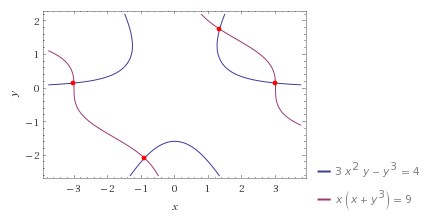 2
1
0
−1
−2
y
−3 −2 −1 0 1 2 3
x
3 x² y − y³ = 4
x (x + y³) = 9